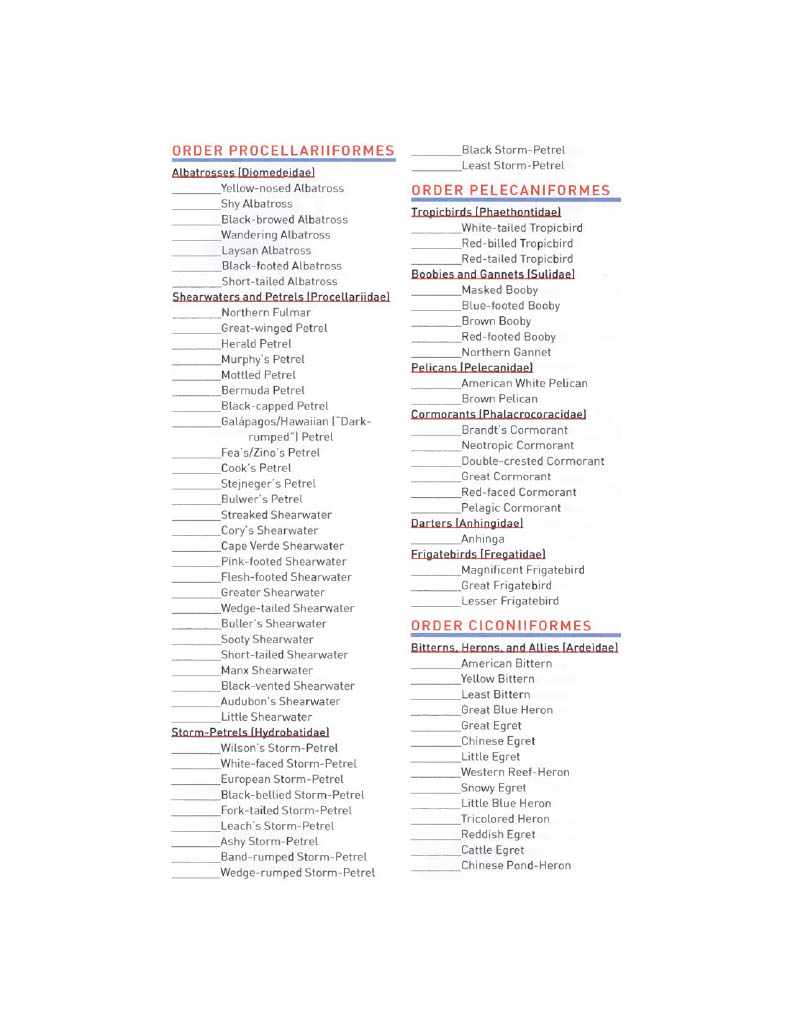 ORDER PROCELLARIIFORMES
Albatrosses (Diomedeidae)
________Yellow-nosed Albatross
________Shy Albatross
________Black-browed Albatross
________Wandering Albatross
________Laysan Albatross
________Black-footed Albatross
________Short-tailed Albatross
Shearwaters and Petrels (Procellariidae)
________Northern Fulmar
________Great-winged Petrel
________Herald Petrel
________Murphy's Petrel
________Mottled Petrel
________Bermuda Petrel
________Black-capped Petrel
________Galápagos/Hawaiian ("Dark-
rumped") Petrel
________Fea's/Zino's Petrel
________Cook's Petrel
________Stejneger's Petrel
________Bulwer's Petrel
________Streaked Shearwater
________Cory's Shearwater
________Cape Verde Shearwater
________Pink-footed Shearwater
________Flesh-footed Shearwater
________Greater Shearwater
________Wedge-tailed Shearwater
________Buller's Shearwater
________Sooty Shearwater
________Short-tailed Shearwater
________Manx Shearwater
________Black-vented Shearwater
________Audubon's Shearwater
________Little Shearwater
Storm-Petrels (Hydrobatidae)
________Wilson's Storm-Petrel
________White-faced Storm-Petrel
________European Storm-Petrel
________Black-bellied Storm-Petrel
________Fork-tailed Storm-Petrel
________Leach's Storm-Petrel
________Ashy Storm-Petrel
________Band-rumped Storm-Petrel
________Wedge-rumped Storm-Petrel
________Black Storm-Petrel
________Least Storm-Petrel
ORDER PELECANIFORMES
Tropicbirds (Phaethontidae)
________White-tailed Tropicbird
________Red-billed Tropicbird
________Red-tailed Tropicbird
Boobies and Gannets (Sulidae)
________Masked Booby
________Blue-footed Booby
________Brown Booby
________Red-footed Booby
________Northern Gannet
Pelicans (Pelecanidae)
________American White Pelican
________Brown Pelican
Cormorants (Phalacrocoracidae)
________Brandt's Cormorant
________Neotropic Cormorant
________Double-crested Cormorant
________Great Cormorant
________Red-faced Cormorant
________Pelagic Cormorant
Darters (Anhingidae)
________Anhinga
Frigatebirds (Fregatidae)
________Magnificent Frigatebird
________Great Frigatebird
________Lesser Frigatebird
ORDER CICONIIFORMES
Bitterns, Herons, and Allies (Ardeidae)
________American Bittern
________Yellow Bittern
________Least Bittern
________Great Blue Heron
________Great Egret
________Chinese Egret
________Little Egret
________Western Reef-Heron
________Snowy Egret
________Little Blue Heron
________Tricolored Heron
________Reddish Egret
________Cattle Egret
________Chinese Pond-Heron